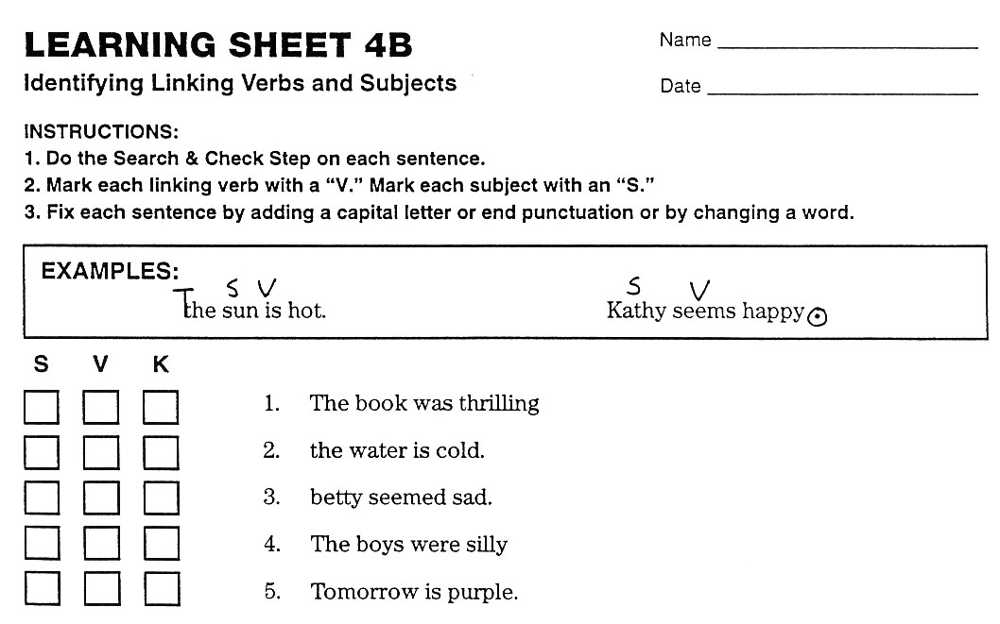 LEARNING SHEET 4B
Name
Identifying Linking Verbs and Subjects
Date
INSTRUCTIONS:
1. Do the Search & Check Step on each sentence.
2. Mark each linking verb with a “V.” Mark each subject with an “S.”
3. Fix each sentence by adding a capital letter or end punctuation or by changing a word.
EXAMPLES:
S V S V
The sun is hot. Kathy seems happy.
S V K
1. The book was thrilling
2. the water is cold.
3. betty seemed sad.
4. The boys were silly
5. Tomorrow is purple.